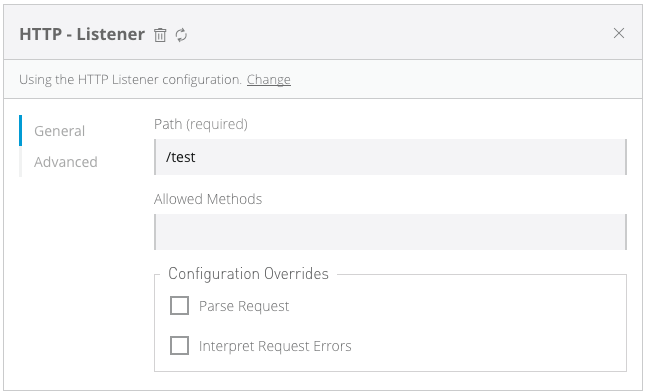 HTTP - Listener
Using the HTTP Listener configuration. Change
General
Advanced
Path (required)
/test
Allowed Methods
Configuration Overrides
Parse Request
Interpret Request Errors